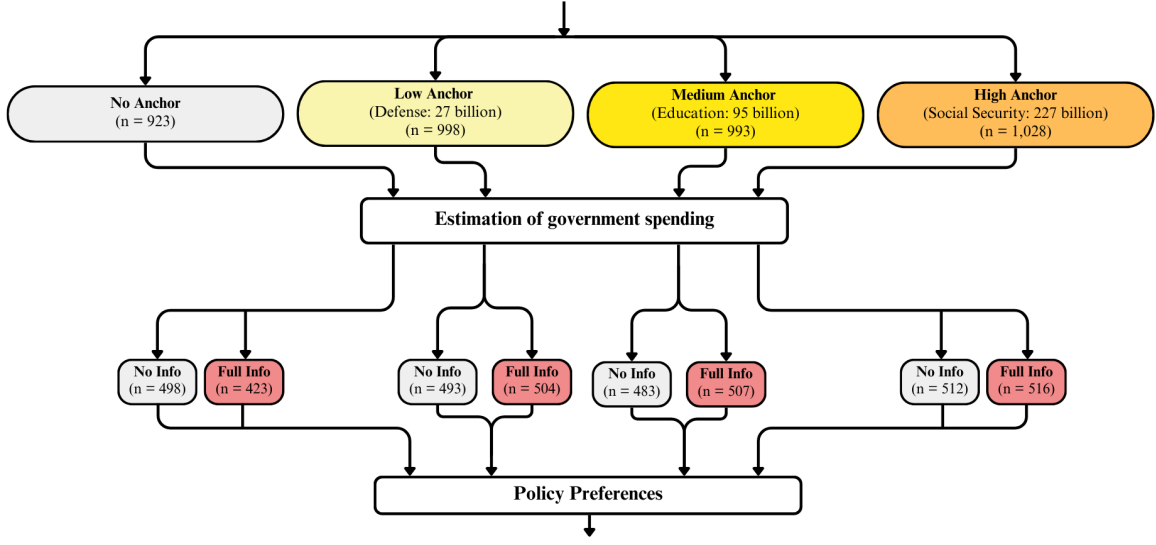 No Anchor
(n = 923)
Low Anchor
(Defense: 27 billion)
(n = 998)
Medium Anchor
(Education: 95 billion)
(n = 993)
High Anchor
(Social Security: 227 billion)
(n = 1,028)
Estimation of government spending
No Info
(n = 498)
Full Info
(n = 423)
No Info
(n = 493)
Full Info
(n = 504)
No Info
(n = 483)
Full Info
(n = 507)
No Info
(n = 512)
Full Info
(n = 516)
Policy Preferences